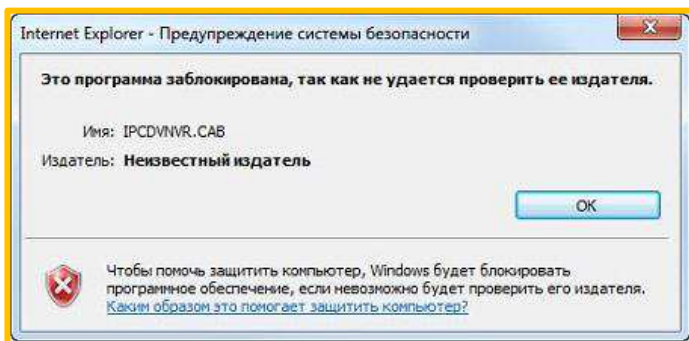 Internet Explorer - Предупреждение системы безопасности
Это программа заблокирована, так как не удается проверить ее издателя.
Имя: IPCDVNVR.CAB
Издатель: Неизвестный издатель
ОК
Чтобы помочь защитить компьютер, Windows будет блокировать
программное обеспечение, если невозможно будет проверить его издателя.
Каким образом это помогает защитить компьютер?